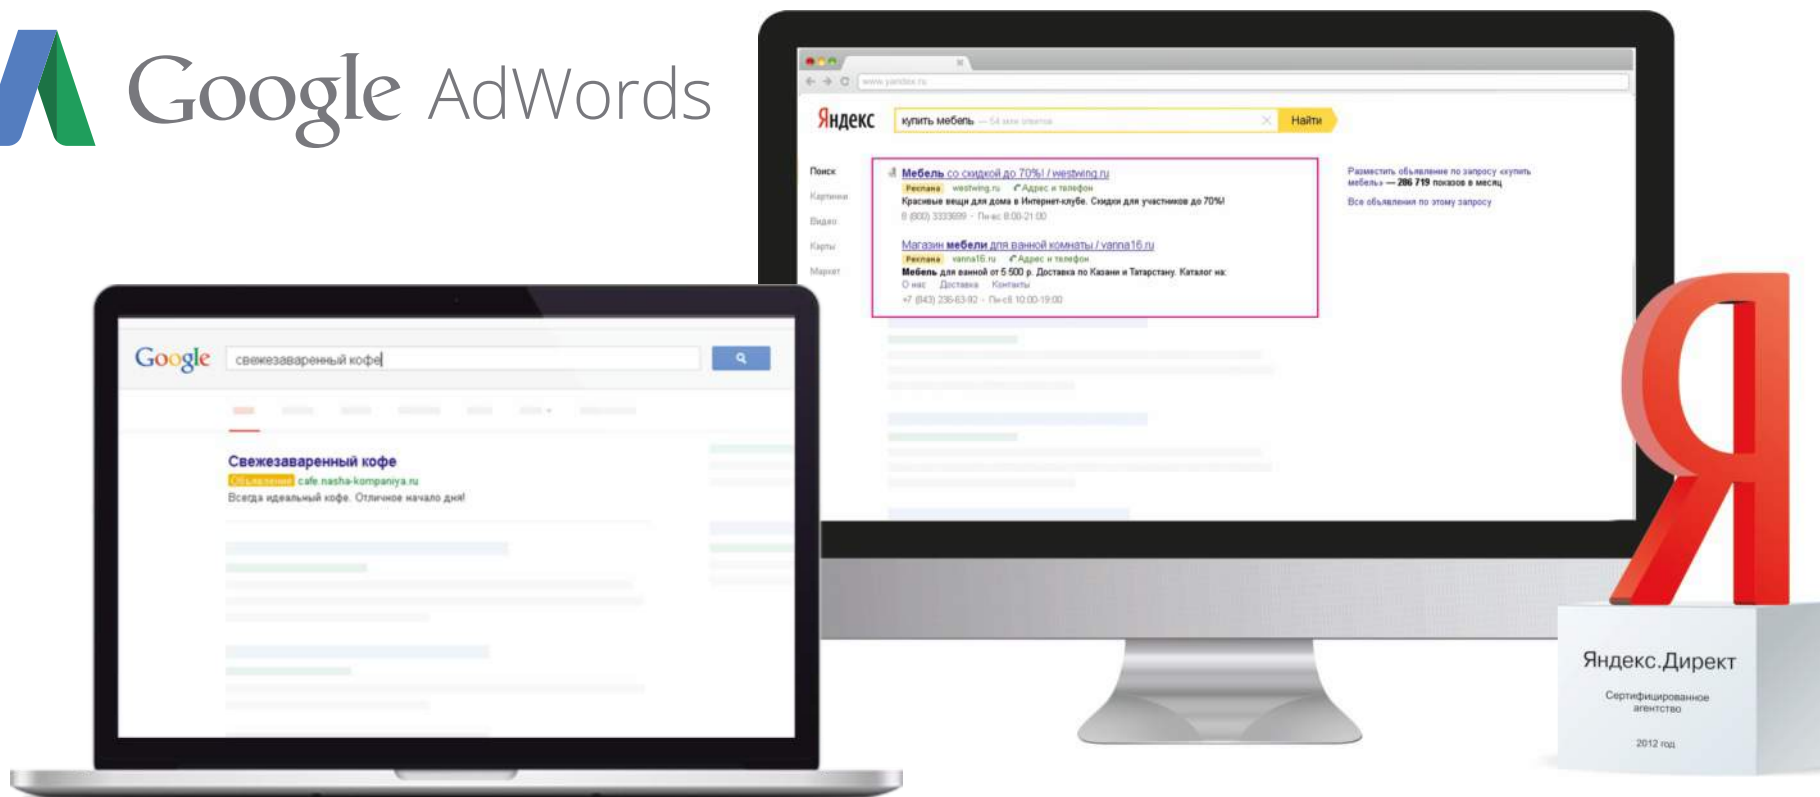 Google AdWords
www.yandex.ru
Яндекс
купить мебель — 54 млн ответов
Найти
Поиск
Картинки
Видео
Карты
Маркет
Мебель со скидкой до 70%! / westwing.ru
Реклама westwing.ru Адрес и телефон
Красивые вещи для дома в Интернет-клубе. Скидки для участников до 70%!
8 (800) 3333699 - Пн-вс 8:00-21:00
Магазин мебели для ванной комнаты / vanna16.ru
Реклама vanna16.ru Адрес и телефон
Мебель для ванной от 5 500 р. Доставка по Казани и Татарстану. Каталог на:
О нас Доставка Контакты
+7 (843) 236-63-92 - Пн-сб 10:00-19:00
Разместить объявление по запросу «купить
мебель» — 286 719 показов в месяц
Все объявления по этому запросу
Google
свежезаваренный кофе
Свежезаваренный кофе
Объявление cafe.nasha-kompaniya.ru
Всегда идеальный кофе. Отличное начало дня!
Я
Яндекс.Директ
Сертифицированное
агентство
2012 год